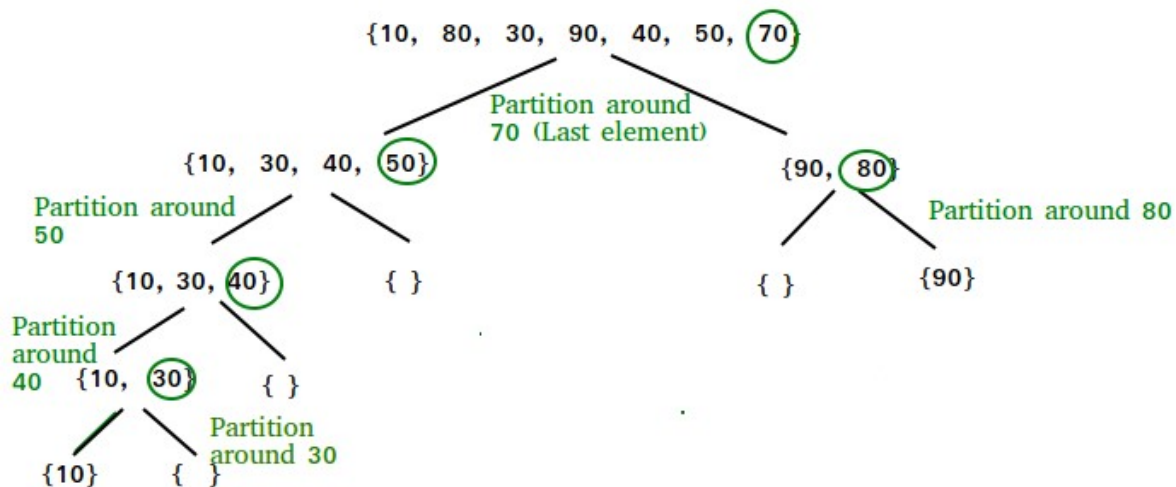 {10, 80, 30, 90, 40, 50, 70}
Partition around
70 (Last element)
{10, 30, 40, 50}
{90, 80}
Partition around
50
Partition around 80
{10, 30, 40}
{ }
{ }
{90}
Partition
around
40
{10, 30}
{ }
Partition
around 30
{10}
{ }